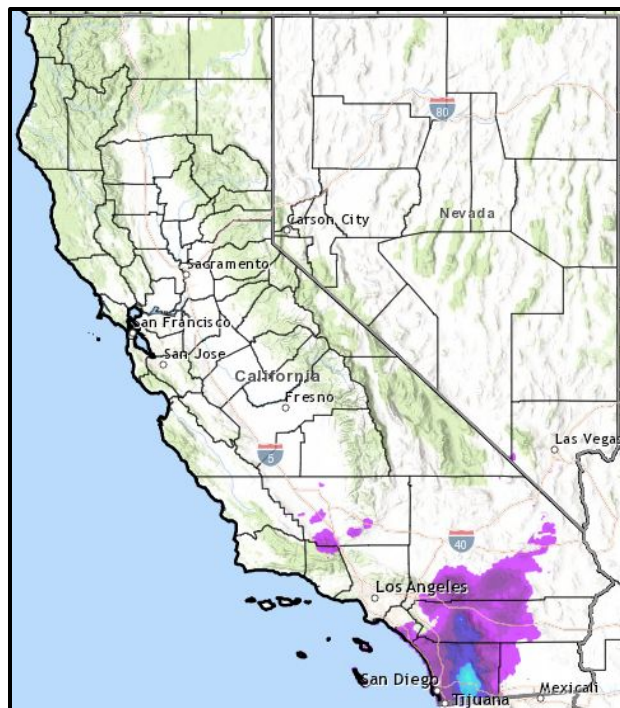 80
Carson City
Nevada
Sacramento
San Francisco
San Jose
California
Fresno
5
Las Vegas
40
Los Angeles
San Diego
Tijuana
Mexicali